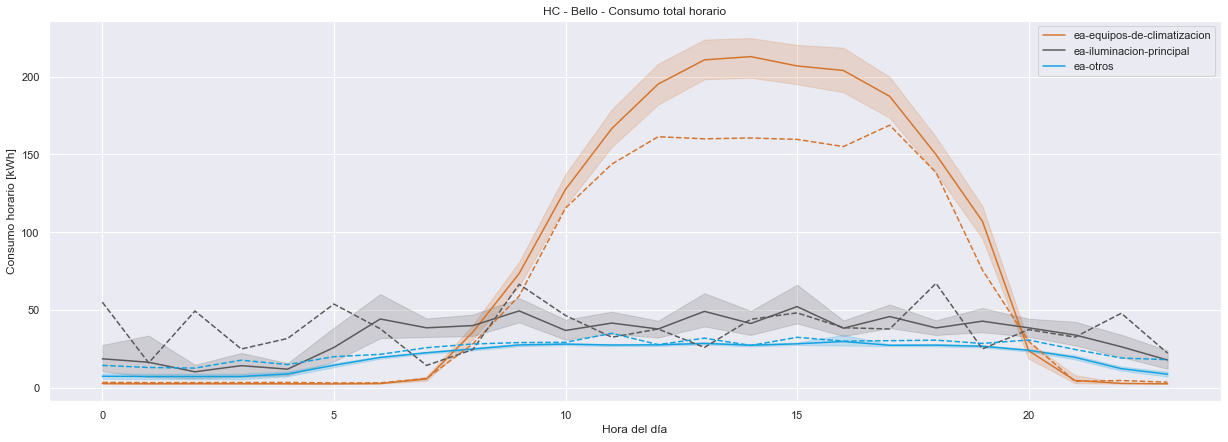 HC - Bello - Consumo total horario
ea-equipos-de-climatizacion
ea-iluminacion-principal
ea-otros
Consumo horario [kWh]
200
150
100
50
0
0 5 10 15 20
Hora del día